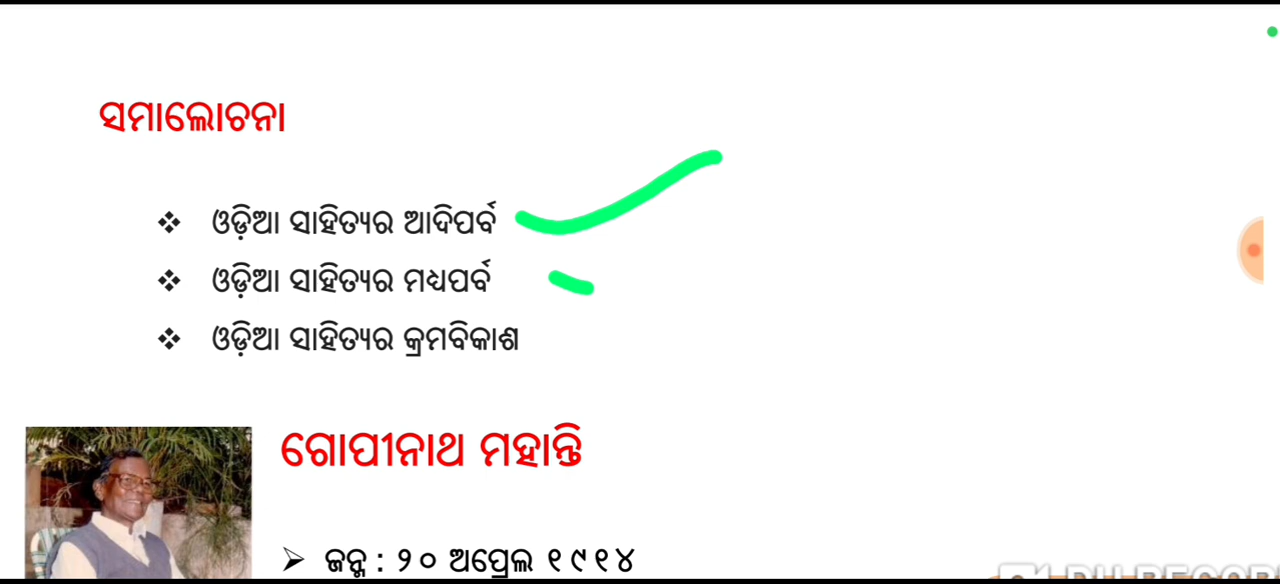 ସମାଲୋଚନା
❖ ଓଡ଼ିଆ ସାହିତ୍ୟର ଆଦିପର୍ବ
❖ ଓଡ଼ିଆ ସାହିତ୍ୟର ମଧ୍ୟପର୍ବ
❖ ଓଡ଼ିଆ ସାହିତ୍ୟର କ୍ରମବିକାଶ
ଗୋପୀନାଥ ମହାନ୍ତି
➢ ଜନ୍ମ : ୨୦ ଅପ୍ରେଲ ୧୯୧୪